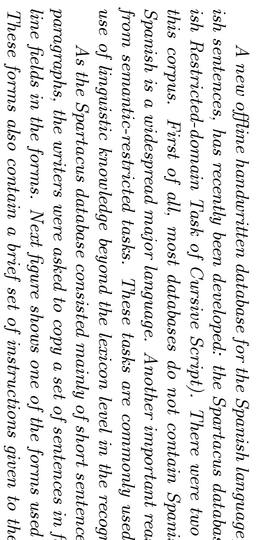 A new offline handwritten database for the Spanish language
ish sentences, has recently been developed: the Spartacus databas
ish Restricted-domain Task of Cursive Script). There were two
this corpus. First of all, most databases do not contain Spani
Spanish is a widespread major language. Another important rea
from semantic-restricted tasks. These tasks are commonly used
use of linguistic knowledge beyond the lexicon level in the recogn
As the Spartacus database consisted mainly of short sentence
paragraphs, the writers were asked to copy a set of sentences in f
line fields in the forms. Next figure shows one of the forms used
These forms also contain a brief set of instructions given to the